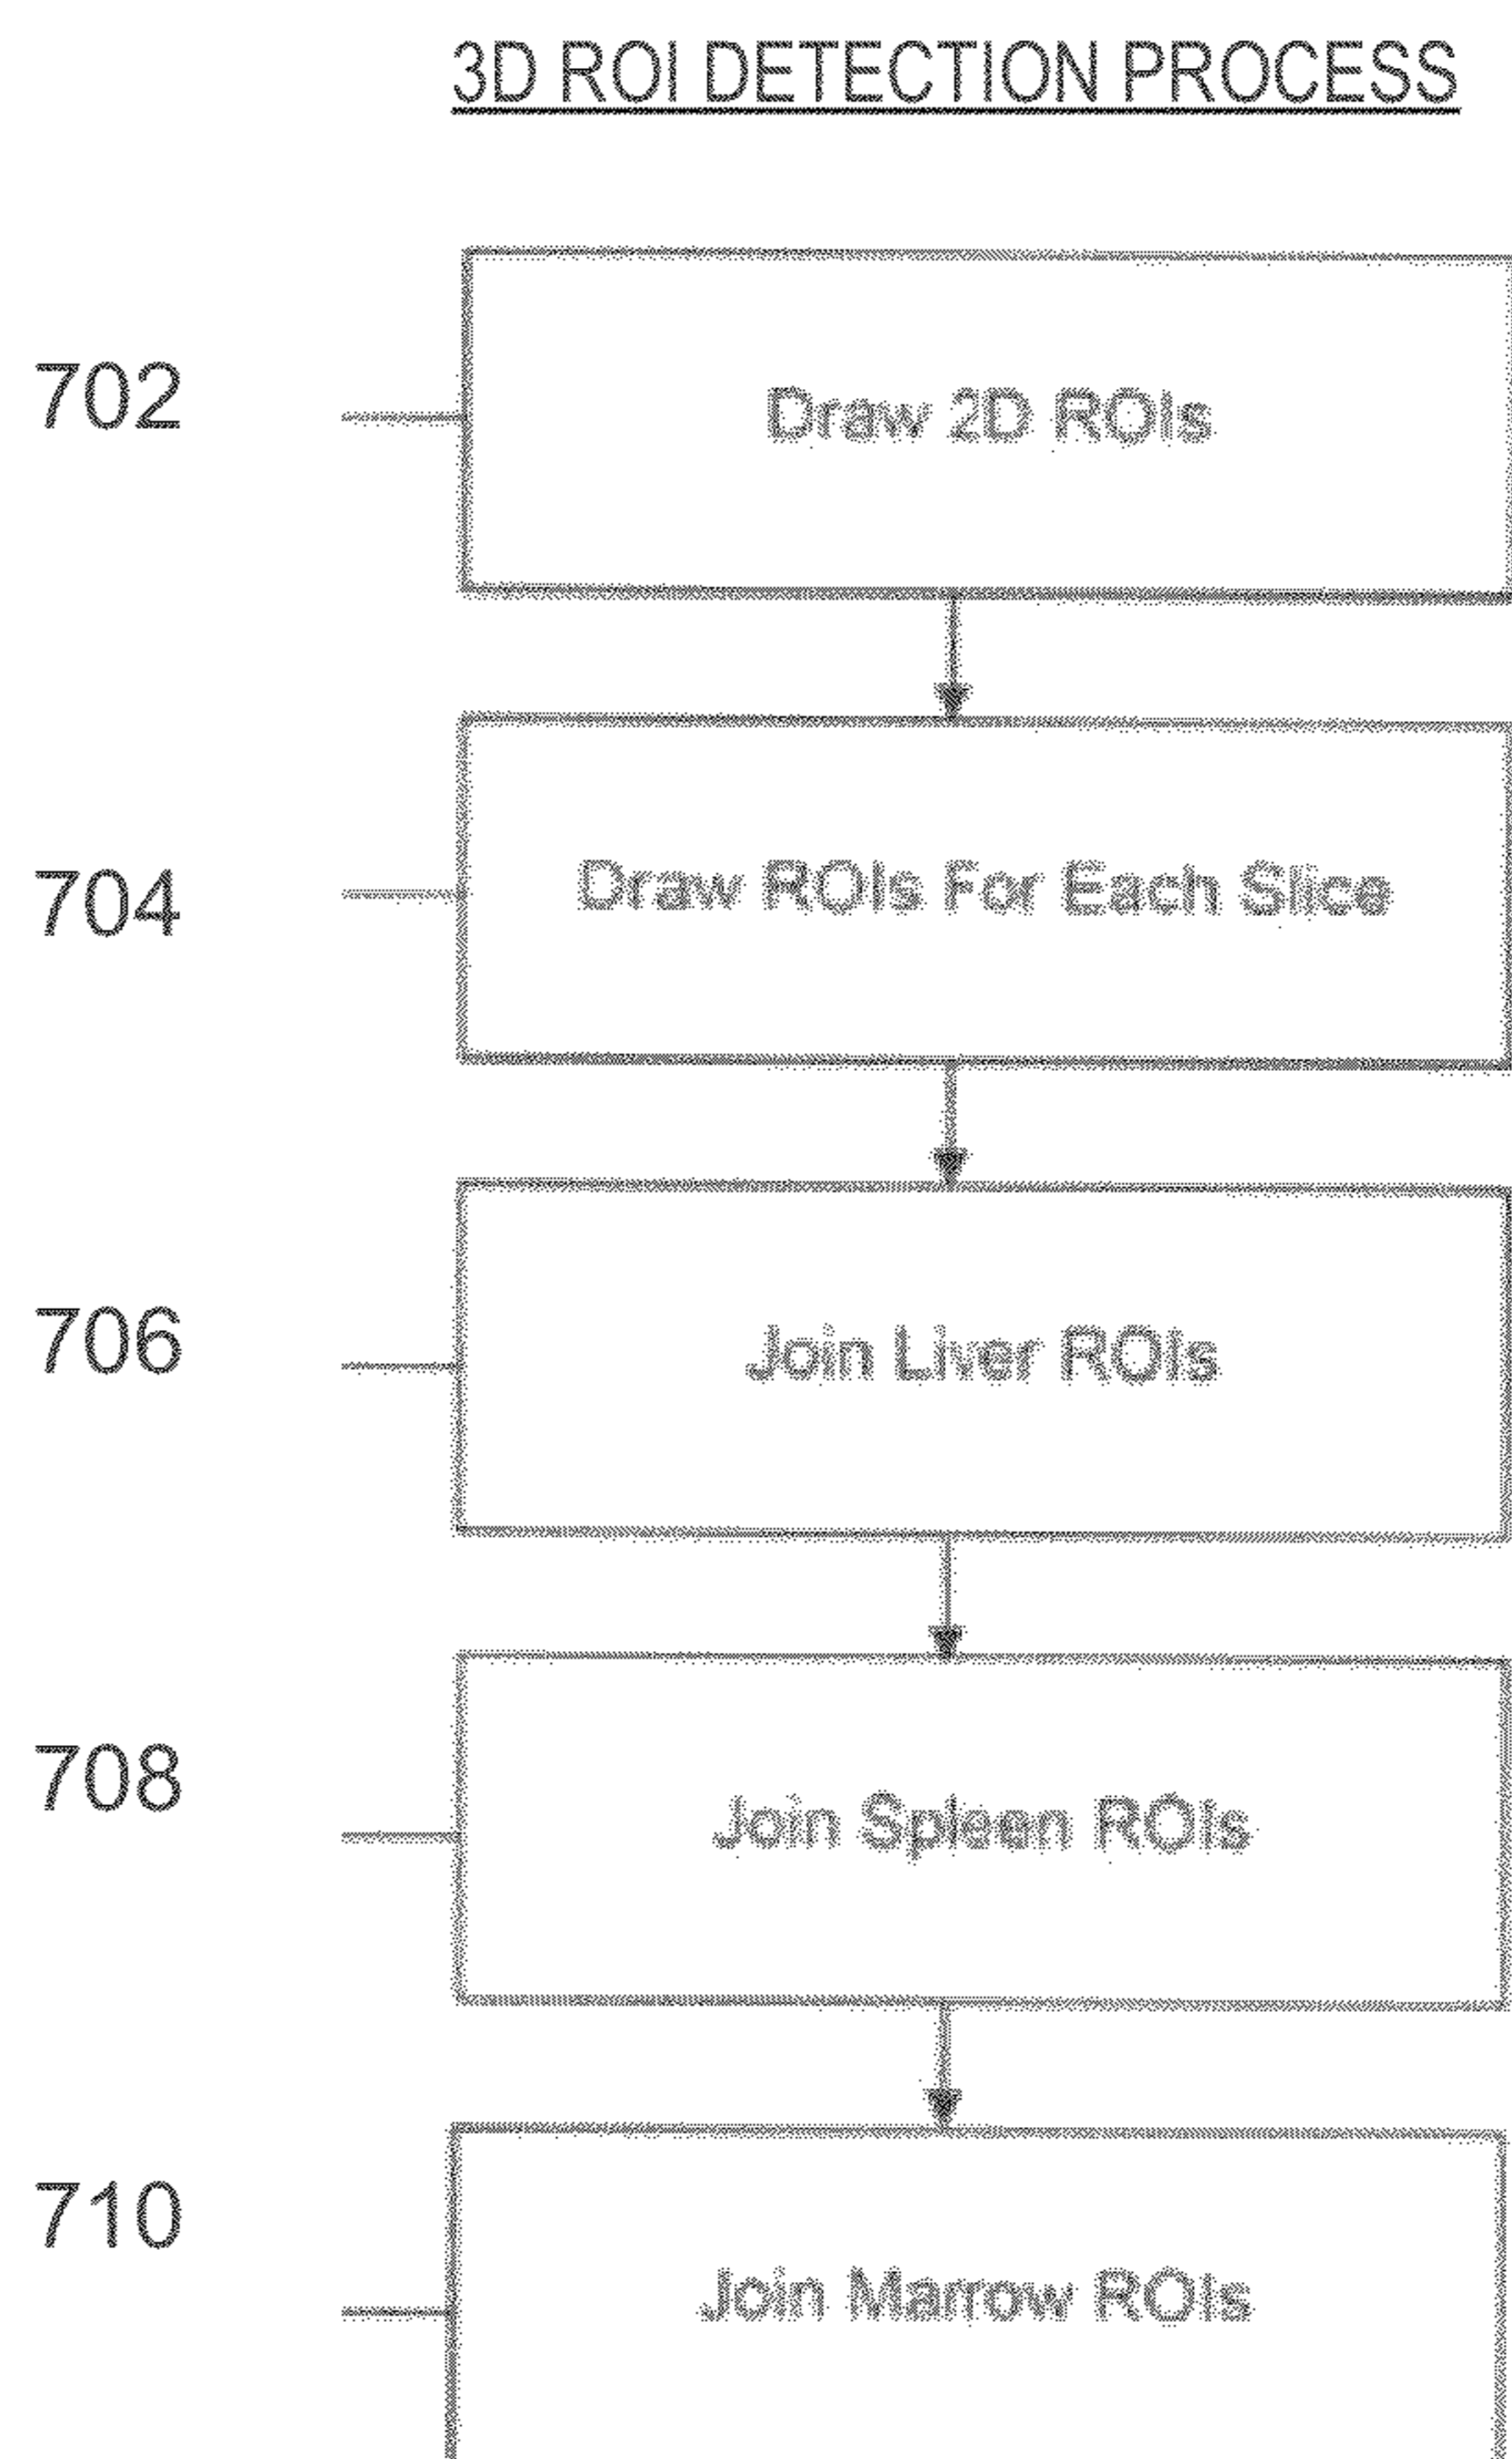 3D ROI DETECTION PROCESS
702
Draw 2D ROIs
704
Draw ROIs For Each Slice
706
Join Liver ROIs
708
Join Spleen ROIs
710
Join Marrow ROIs